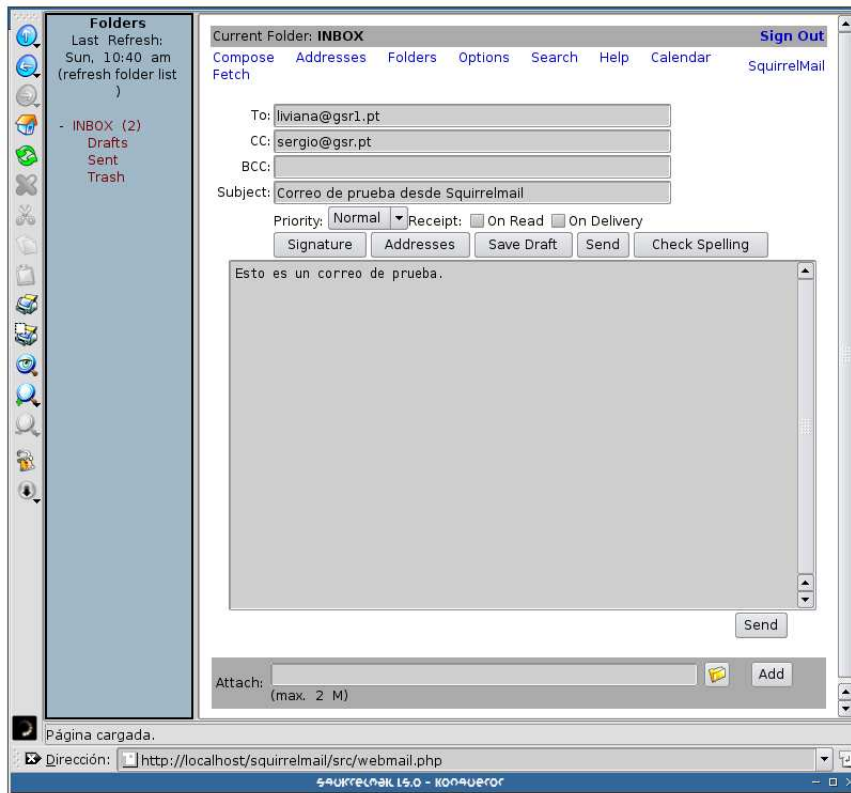 Folders
Last Refresh:
Sun, 10:40 am
(refresh folder list
)
- INBOX (2)
Drafts
Sent
Trash
Current Folder: INBOX Sign Out
Compose Addresses Folders Options Search Help Calendar SquirrelMail
Fetch
To: liviana@gsr1.pt
CC: sergio@gsr.pt
BCC:
Subject: Correo de prueba desde Squirrelmail
Priority: Normal Receipt: On Read On Delivery
Signature Addresses Save Draft Send Check Spelling
Esto es un correo de prueba.
Send
Attach: Add
(max. 2 M)
Página cargada.
Dirección: http://localhost/squirrelmail/src/webmail.php
- Konqueror